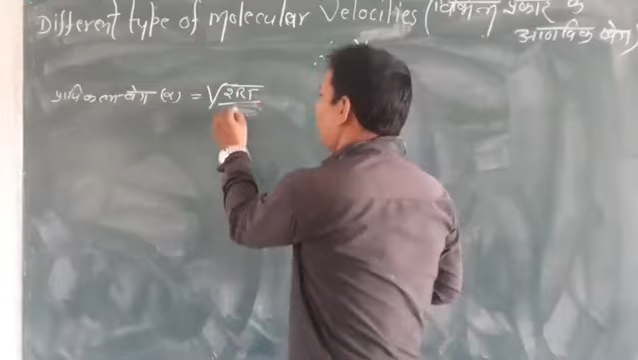 Different type of molecular Velocities (विभिन्न प्रकार के
आणविक वेग)
प्रायिकतम वेग (α) = √2RT